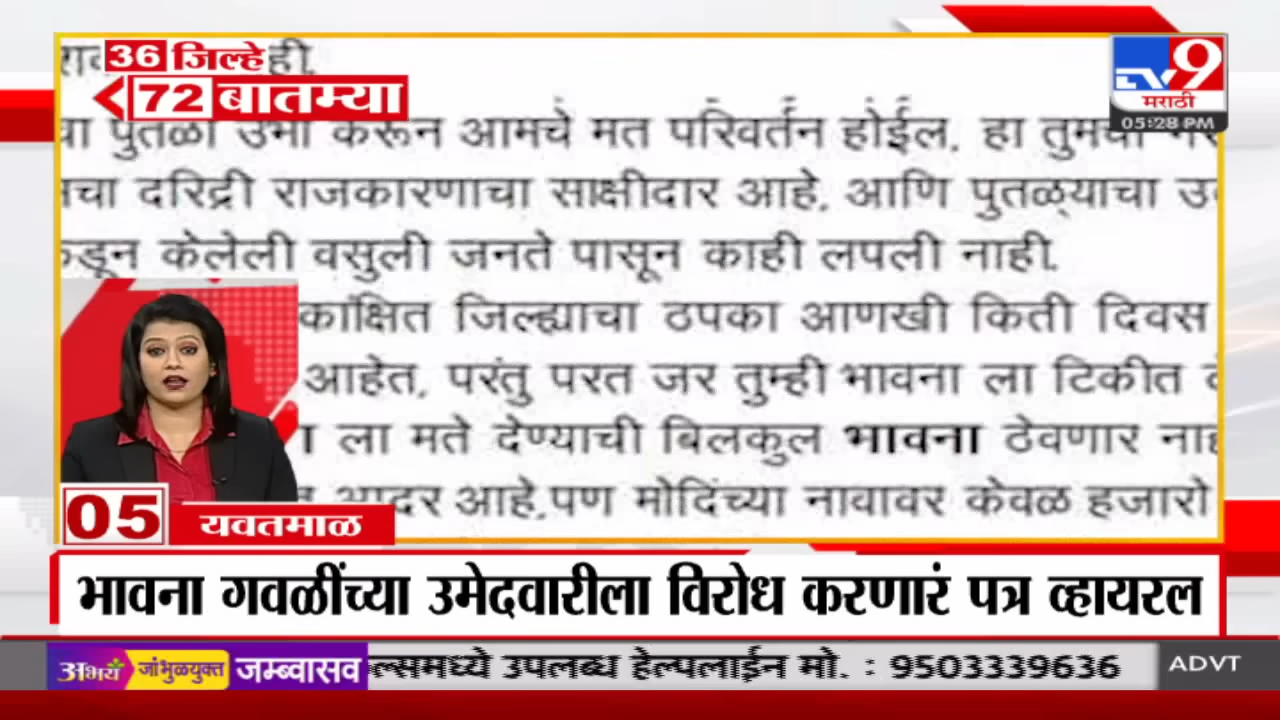 36 जिल्हे
72 बातम्या
ही.
TV9
मराठी
05:28 PM
पुतळा उभा करून आमचे मत परिवर्तन होईल. हा
दरिद्री राजकारणाचा साक्षीदार आहे. आणि पुतळ्याचा
केलेली वसुली जनते पासून काही लपली नाही.
जिल्ह्याचा ठपका आणखी किती दिवस
आहेत. परंतु परत जर तुम्ही भावना ला टिकीत
ला मते देण्याची बिलकुल भावना ठेवणार
आदर आहे.पण मोदिंच्या नावावर केवळ हजारो
05
यवतमाळ
भावना गवळींच्या उमेदवारीला विरोध करणारं पत्र व्हायरल
अभय जांभुळयुक्त जम्बासव
उपलब्ध हेल्पलाईन मो. : 9503339636
ADVT